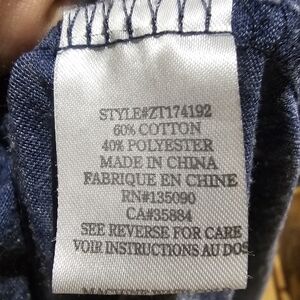 STYLE#ZT174192
60% COTTON
40% POLYESTER
MADE IN CHINA
FABRIQUE EN CHINE
RN#135090
CA#35884
SEE REVERSE FOR CARE
VOIR INSTRUCTIONS AU DOS
MACHINE